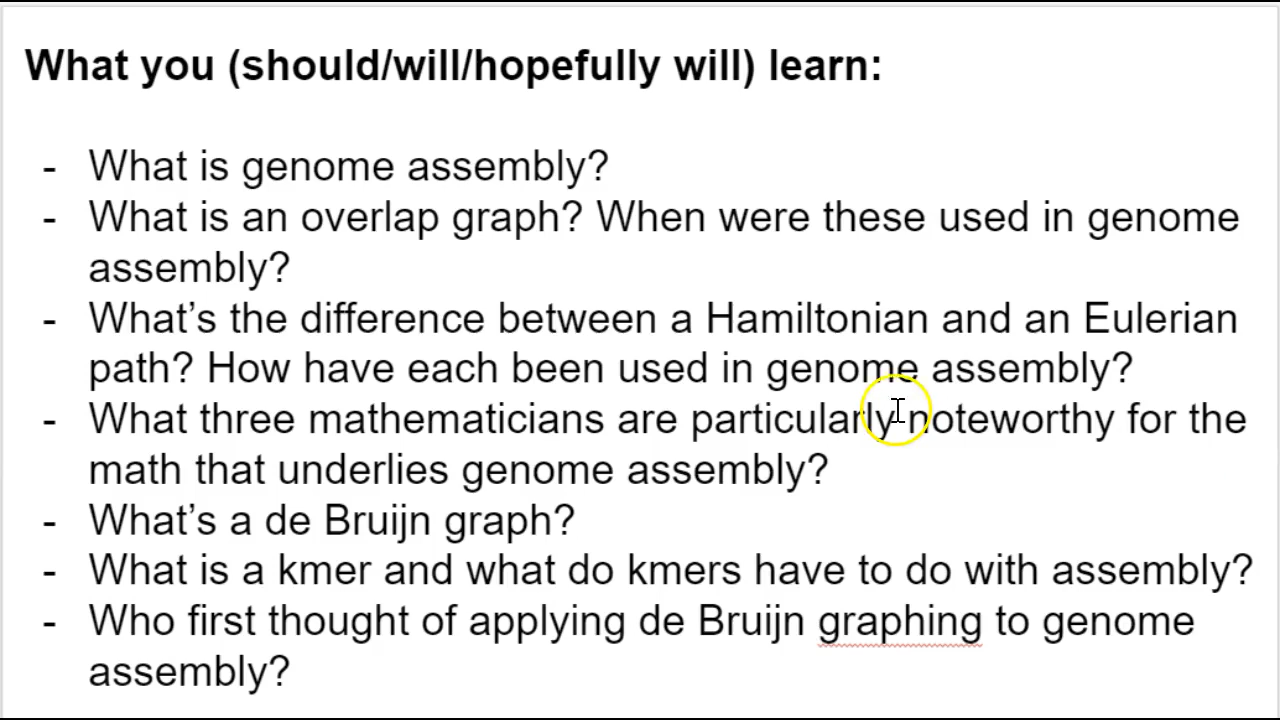 What you (should/will/hopefully will) learn:
- What is genome assembly?
- What is an overlap graph? When were these used in genome
assembly?
- What’s the difference between a Hamiltonian and an Eulerian
path? How have each been used in genome assembly?
- What three mathematicians are particularly noteworthy for the
math that underlies genome assembly?
- What’s a de Bruijn graph?
- What is a kmer and what do kmers have to do with assembly?
- Who first thought of applying de Bruijn graphing to genome
assembly?